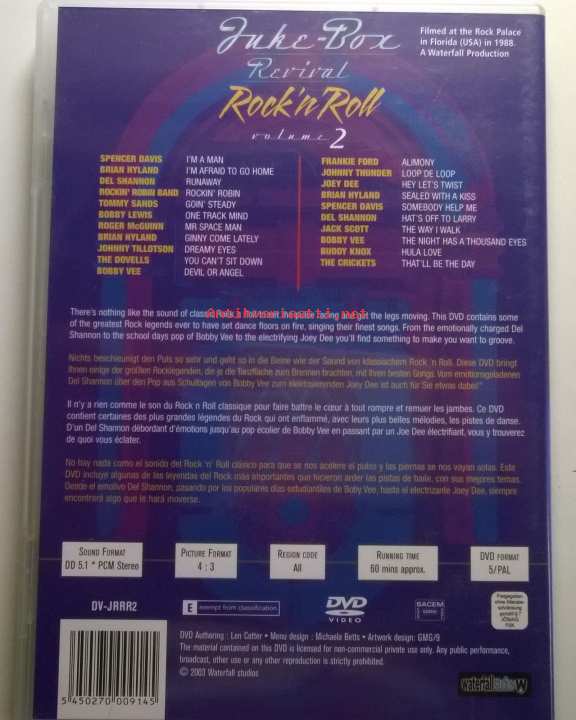 Juke-Box
Revival
Rock'n Roll
volume 2
Filmed at the Rock Palace
in Florida (USA) in 1988.
A Waterfall Production
SPENCER DAVIS I'M A MAN
BRIAN HYLAND I'M AFRAID TO GO HOME
DEL SHANNON RUNAWAY
ROCKIN' ROBIN BAND ROCKIN' ROBIN
TOMMY SANDS GOIN' STEADY
BOBBY LEWIS ONE TRACK MIND
ROGER McGUINN MR SPACE MAN
BRIAN HYLAND GINNY COME LATELY
JOHNNY TILLOTSON DREAMY EYES
THE DOVELLS YOU CAN'T SIT DOWN
BOBBY VEE DEVIL OR ANGEL
FRANKIE FORD ALIMONY
JOHNNY THUNDER LOOP DE LOOP
JOEY DEE HEY LET'S TWIST
BRIAN HYLAND SEALED WITH A KISS
SPENCER DAVIS SOMEBODY HELP ME
DEL SHANNON HAT'S OFF TO LARRY
JACK SCOTT THE WAY I WALK
BOBBY VEE THE NIGHT HAS A THOUSAND EYES
BUDDY KNOX HULA LOVE
THE CRICKETS THAT'LL BE THE DAY
There's nothing like the sound of classic Rock n Roll to set the pulse racing and get the legs moving. This DVD contains some
of the greatest Rock legends ever to have set dance floors on fire, singing their finest songs. From the emotionally charged Del
Shannon to the school days pop of Bobby Vee to the electrifying Joey Dee you'll find something to make you want to groove.
Nichts beschleunigt den Puls so sehr und geht so in die Beine wie der Sound von klassischem Rock 'n Roll. Diese DVD bringt
Ihnen einige der größten Rocklegenden, die je die Tanzfläche zum Brennen brachten, mit Ihren besten Songs. Vom emotionsgeladenen
Del Shannon über den Pop aus Schultagen von Bobby Vee zum elektrisierenden Joey Dee ist auch für Sie etwas dabei!"
Il n'y a rien comme le son du Rock n Roll classique pour faire battre le cœur à tout rompre et remuer les jambes. Ce DVD
contient certaines des plus grandes légendes du Rock qui ont enflammé, avec leurs plus belles mélodies, les pistes de danse.
D'un Del Shannon débordant d'émotions jusqu'au pop écolier de Bobby Vee en passant par un Joe Dee électrifiant, vous y trouverez
de quoi vous éclater.
No hay nada como el sonido del Rock 'n' Roll clásico para que se nos acelere el pulso y las piernas se nos vayan solas. Este
DVD incluye algunas de las leyendas del Rock más importantes que hicieron arder las pistas de baile, con sus mejores temas.
Desde el emotivo Del Shannon, pasando por los populares días estudiantiles de Bobby Vee, hasta el electrizante Joey Dee, siempre
encontrará algo que le hará moverse.
SOUND FORMAT
DD 5.1 * PCM Stereo
PICTURE FORMAT
4 : 3
REGION CODE
All
RUNNING TIME
60 mins approx.
DVD FORMAT
5/PAL
DV-JRRR2
E exempt from classification
DVD
VIDEO
SACEM
Freigegeben
ohne Altersbe-
schränkung
gemäß § 7
JÖSchG
FSK
DVD Authoring : Len Cotter • Menu design : Michaela Betts • Artwork design: GMG/9
The material contained on this DVD is licensed for non-commercial private use only. Any public performance,
broadcast, other use or any other reproduction is strictly prohibited.
© 2003 Waterfall studios
5 450270 009145
waterfall